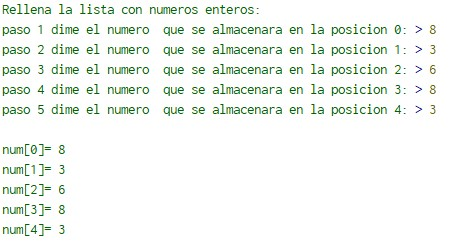 Rellena la lista con numeros enteros:
paso 1 dime el numero  que se almacenara en la posicion 0: > 8
paso 2 dime el numero  que se almacenara en la posicion 1: > 3
paso 3 dime el numero  que se almacenara en la posicion 2: > 6
paso 4 dime el numero  que se almacenara en la posicion 3: > 8
paso 5 dime el numero  que se almacenara en la posicion 4: > 3
num[0]= 8
num[1]= 3
num[2]= 6
num[3]= 8
num[4]= 3